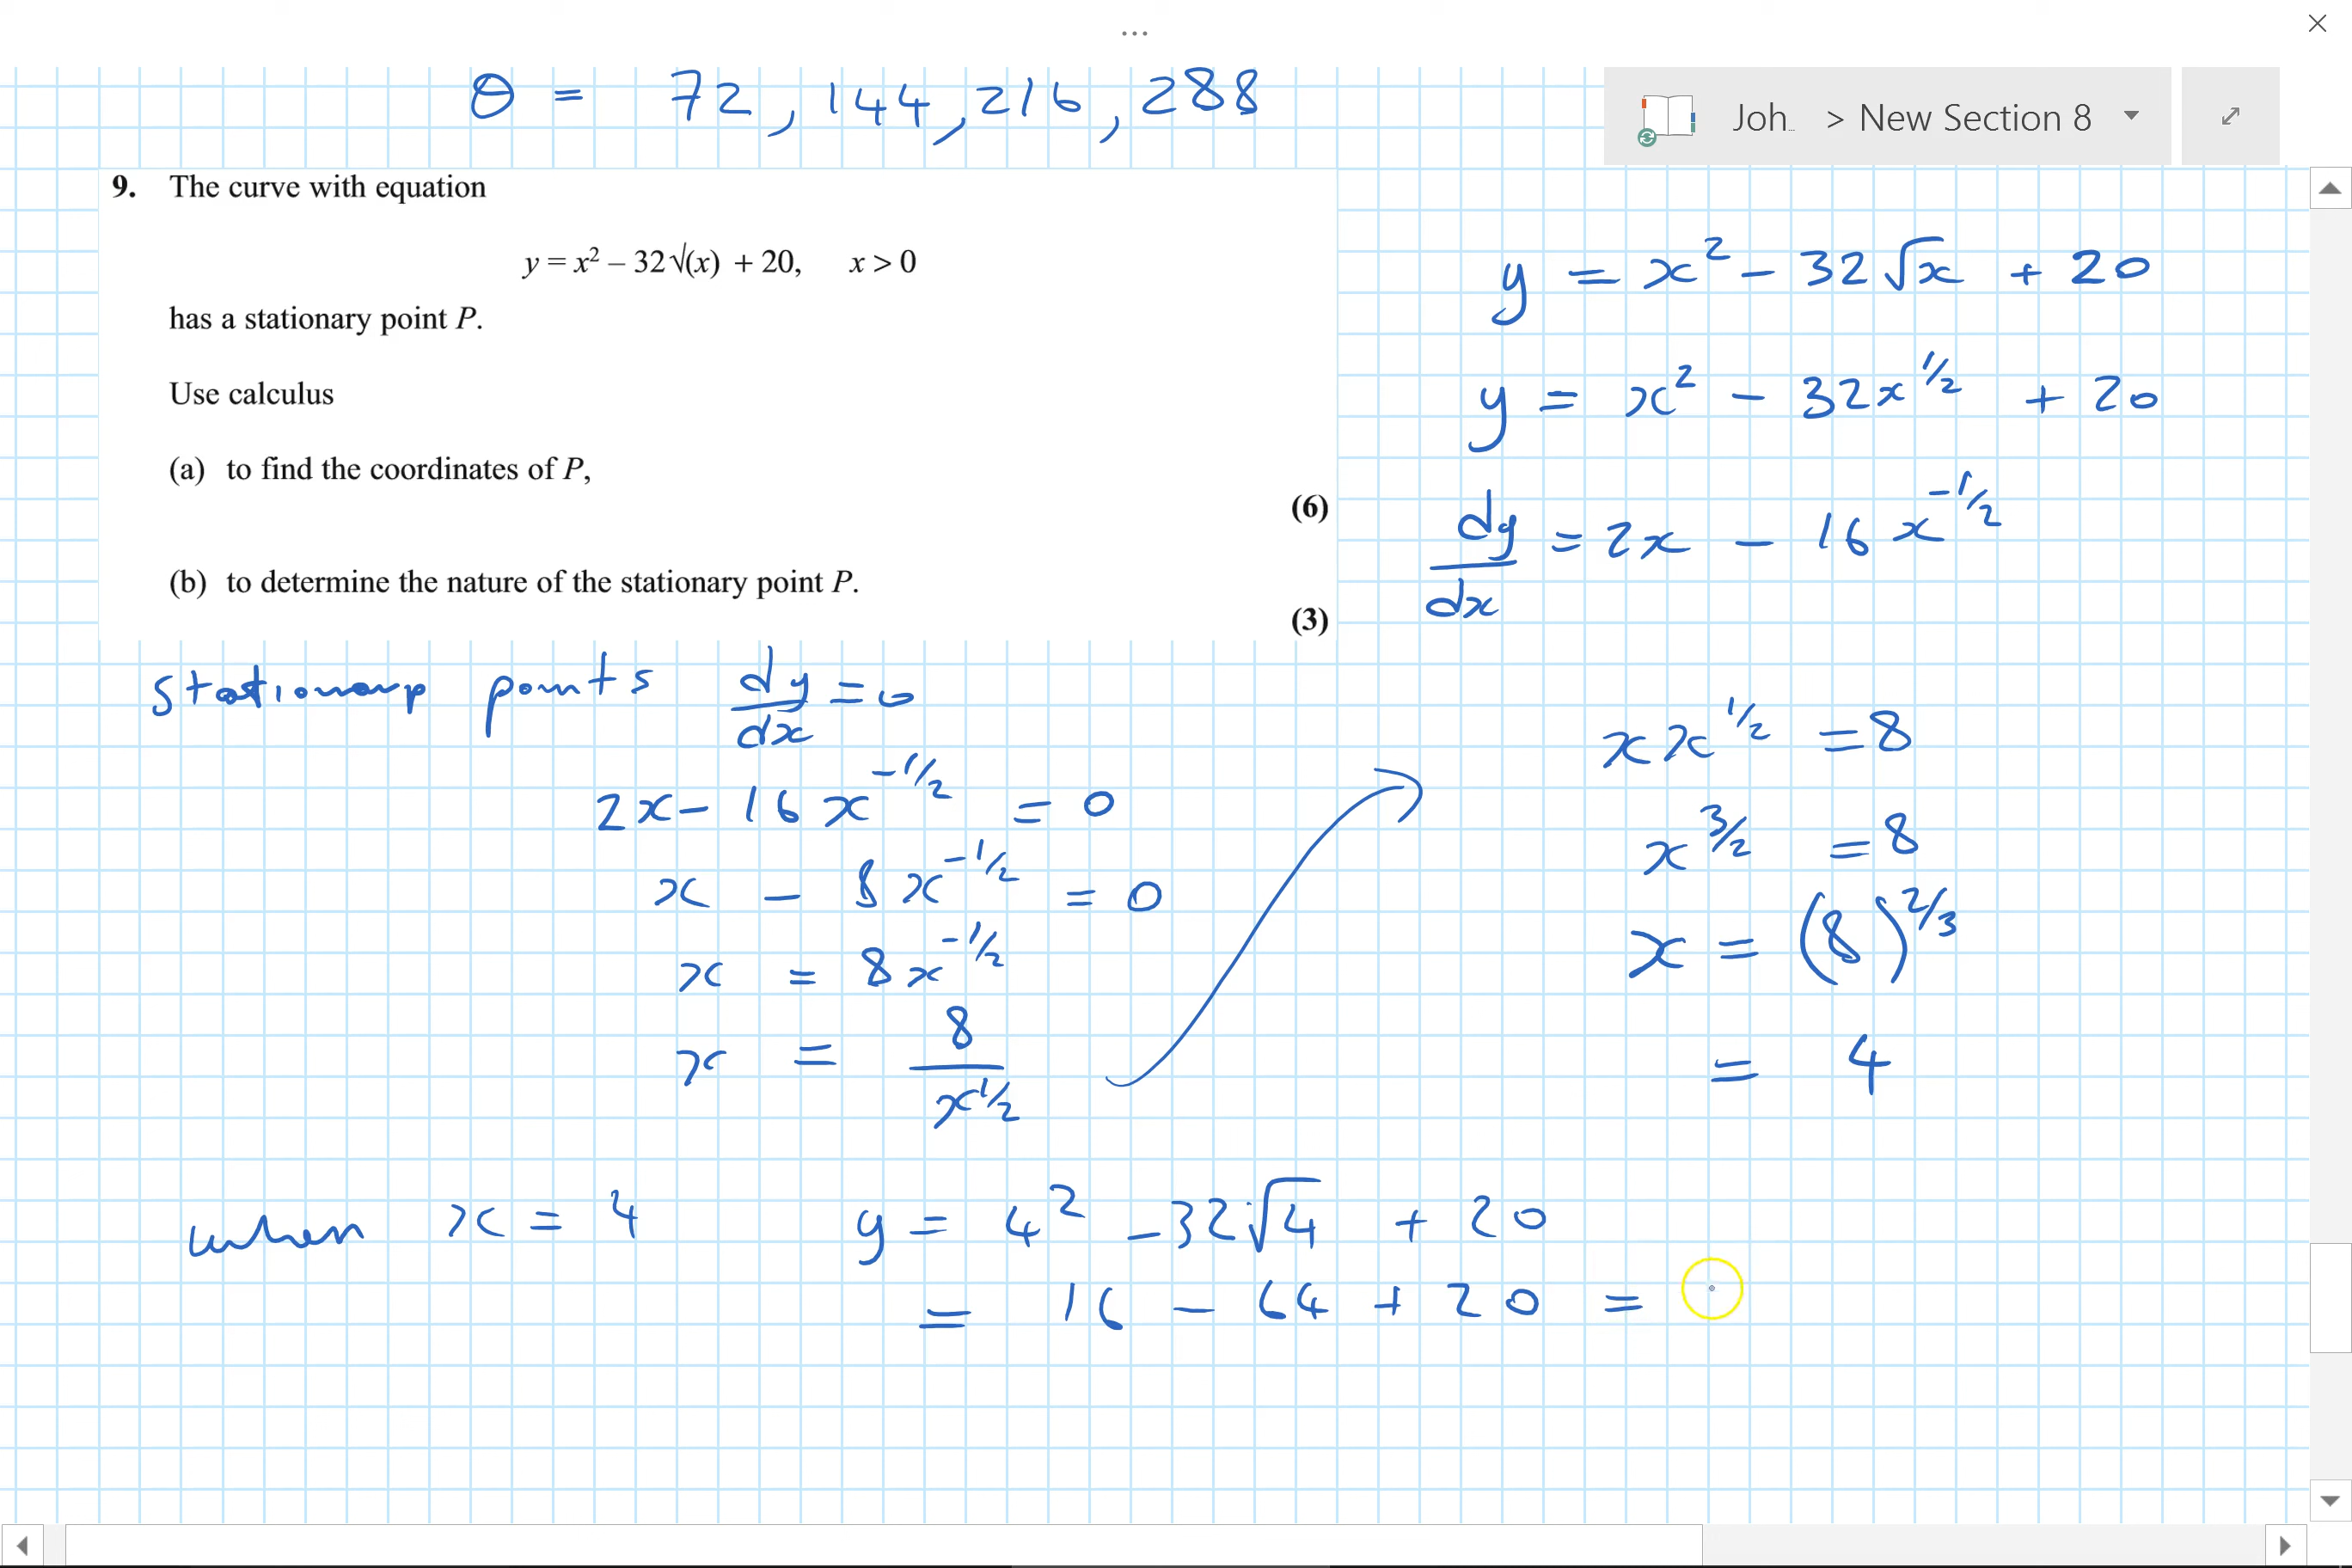 θ = 72, 144, 216, 288
Joh... > New Section 8
9. The curve with equation
y = x² – 32√(x) + 20, x > 0
has a stationary point P.
Use calculus
(a) to find the coordinates of P,
(6)
(b) to determine the nature of the stationary point P.
(3)
y = x² – 32√x + 20
y = x² – 32x^1/2 + 20
dy/dx = 2x – 16x^-1/2
stationary points dy/dx = 0
2x – 16x^-1/2 = 0
x – 8x^-1/2 = 0
x = 8x^-1/2
x = 8/x^1/2
x x^1/2 = 8
x^3/2 = 8
x = (8)^2/3
= 4
when x = 4 y = 4² – 32√4 + 20
= 16 – 64 + 20 =